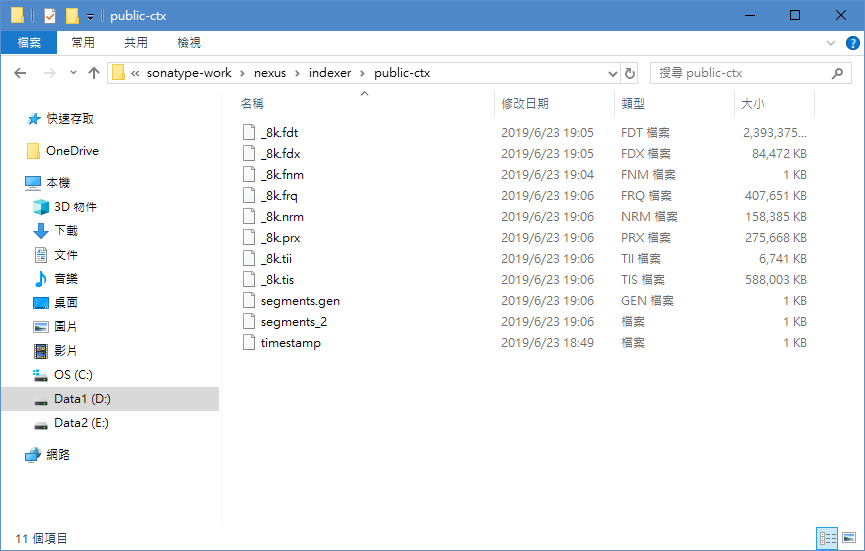 public-ctx
檔案 常用 共用 檢視
« sonatype-work › nexus › indexer › public-ctx 搜尋 public-ctx
快速存取
OneDrive
本機
3D 物件
下載
文件
音樂
桌面
圖片
影片
OS (C:)
Data1 (D:)
Data2 (E:)
網路
名稱 修改日期 類型 大小
_8k.fdt 2019/6/23 19:05 FDT 檔案 2,393,375...
_8k.fdx 2019/6/23 19:05 FDX 檔案 84,472 KB
_8k.fnm 2019/6/23 19:04 FNM 檔案 1 KB
_8k.frq 2019/6/23 19:06 FRQ 檔案 407,651 KB
_8k.nrm 2019/6/23 19:06 NRM 檔案 158,385 KB
_8k.prx 2019/6/23 19:06 PRX 檔案 275,668 KB
_8k.tii 2019/6/23 19:06 TII 檔案 6,741 KB
_8k.tis 2019/6/23 19:06 TIS 檔案 588,003 KB
segments.gen 2019/6/23 19:06 GEN 檔案 1 KB
segments_2 2019/6/23 19:06 檔案 1 KB
timestamp 2019/6/23 18:49 檔案 1 KB
11 個項目